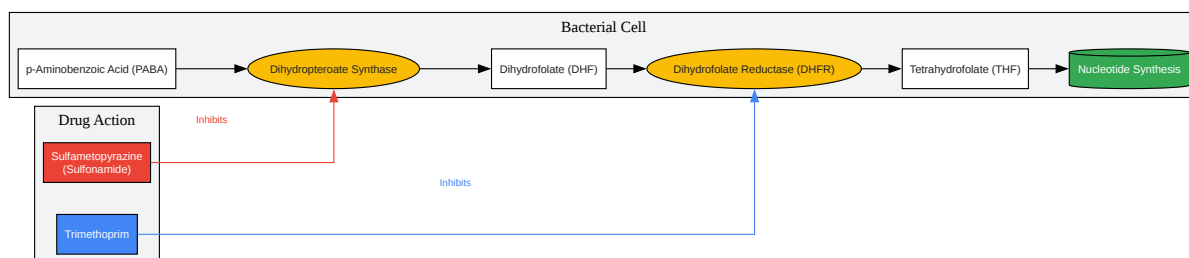 Bacterial Cell
p-Aminobenzoic Acid (PABA)
Dihydropteroate Synthase
Dihydrofolate (DHF)
Dihydrofolate Reductase (DHFR)
Tetrahydrofolate (THF)
Nucleotide Synthesis
Drug Action
Inhibits
Sulfametopyrazine
(Sulfonamide)
Inhibits
Trimethoprim